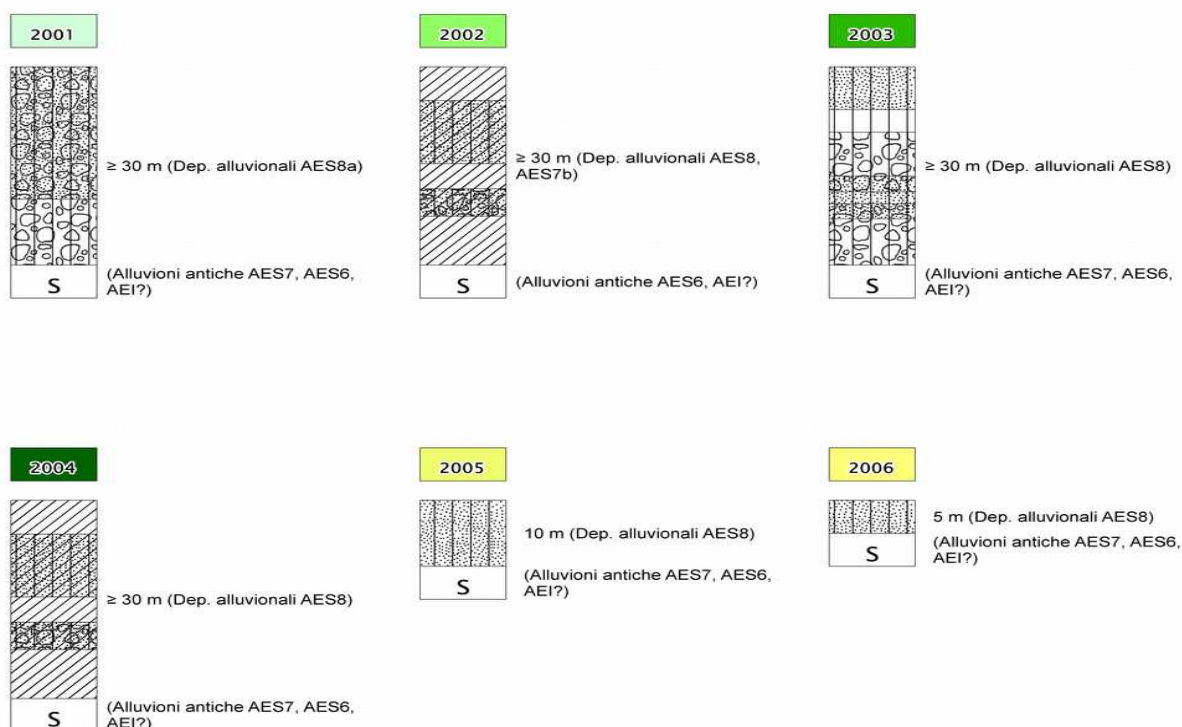 2001
≥ 30 m (Dep. alluvionali AES8a)
S
(Alluvioni antiche AES7, AES6,
AEI?)
2002
≥ 30 m (Dep. alluvionali AES8,
AES7b)
S
(Alluvioni antiche AES6, AEI?)
2003
≥ 30 m (Dep. alluvionali AES8)
S
(Alluvioni antiche AES7, AES6,
AEI?)
2004
≥ 30 m (Dep. alluvionali AES8)
S
(Alluvioni antiche AES7, AES6,
AEI?)
2005
10 m (Dep. alluvionali AES8)
S
(Alluvioni antiche AES7, AES6,
AEI?)
2006
5 m (Dep. alluvionali AES8)
S
(Alluvioni antiche AES7, AES6,
AEI?)